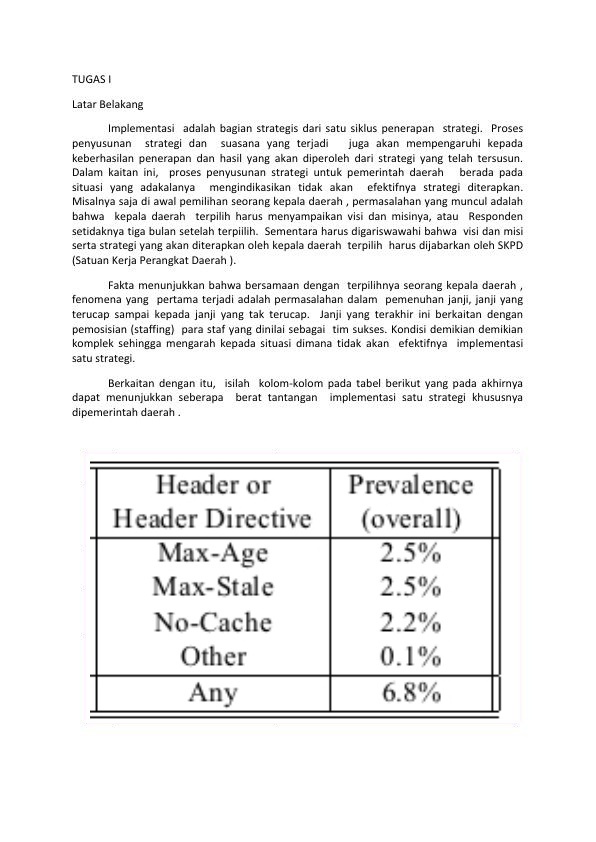 TUGAS I
Latar Belakang
Implementasi adalah bagian strategis dari satu siklus penerapan strategi. Proses
penyusunan strategi dan suasana yang terjadi juga akan mempengaruhi kepada
keberhasilan penerapan dan hasil yang akan diperoleh dari strategi yang telah tersusun.
Dalam kaitan ini, proses penyusunan strategi untuk pemerintah daerah berada pada
situasi yang adakalanya mengindikasikan tidak akan efektifnya strategi diterapkan.
Misalnya saja di awal pemilihan seorang kepala daerah , permasalahan yang muncul adalah
bahwa kepala daerah terpilih harus menyampaikan visi dan misinya, atau Responden
setidaknya tiga bulan setelah terpiilih. Sementara harus digariswawahi bahwa visi dan misi
serta strategi yang akan diterapkan oleh kepala daerah terpilih harus dijabarkan oleh SKPD
(Satuan Kerja Perangkat Daerah ).
Fakta menunjukkan bahwa bersamaan dengan terpilihnya seorang kepala daerah ,
fenomena yang pertama terjadi adalah permasalahan dalam pemenuhan janji, janji yang
terucap sampai kepada janji yang tak terucap. Janji yang terakhir ini berkaitan dengan
pemosisian (staffing) para staf yang dinilai sebagai tim sukses. Kondisi demikian demikian
komplek sehingga mengarah kepada situasi dimana tidak akan efektifnya implementasi
satu strategi.
Berkaitan dengan itu, isilah kolom-kolom pada tabel berikut yang pada akhirnya
dapat menunjukkan seberapa berat tantangan implementasi satu strategi khususnya
dipemerintah daerah .
Header or Prevalence
Header Directive (overall)
Max-Age 2.5%
Max-Stale 2.5%
No-Cache 2.2%
Other 0.1%
Any 6.8%